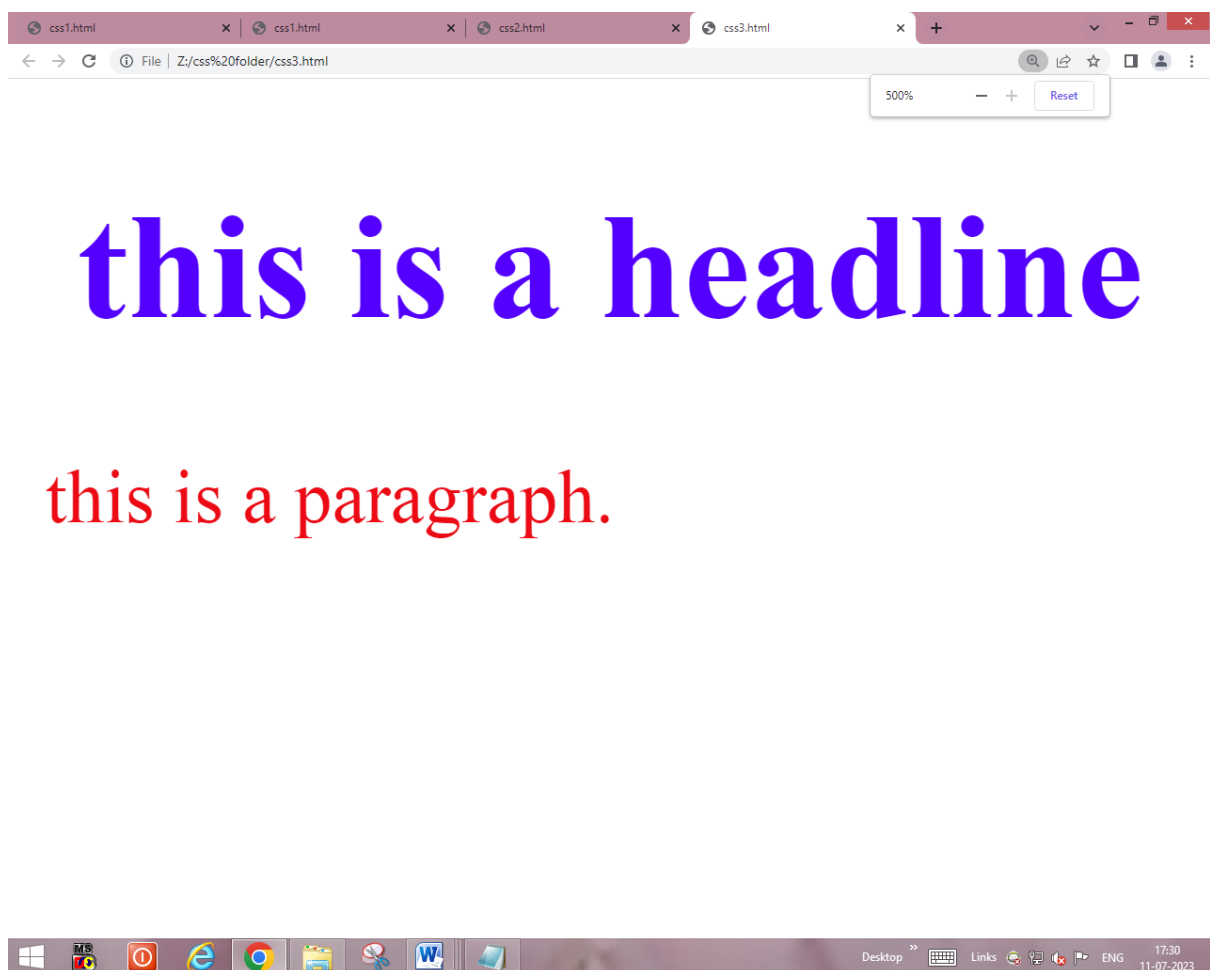 css1.html css1.html css2.html css3.html
File Z:/css%20folder/css3.html
500% Reset
this is a headline
this is a paragraph.
MS W Desktop Links ENG 17:30
11-07-2023